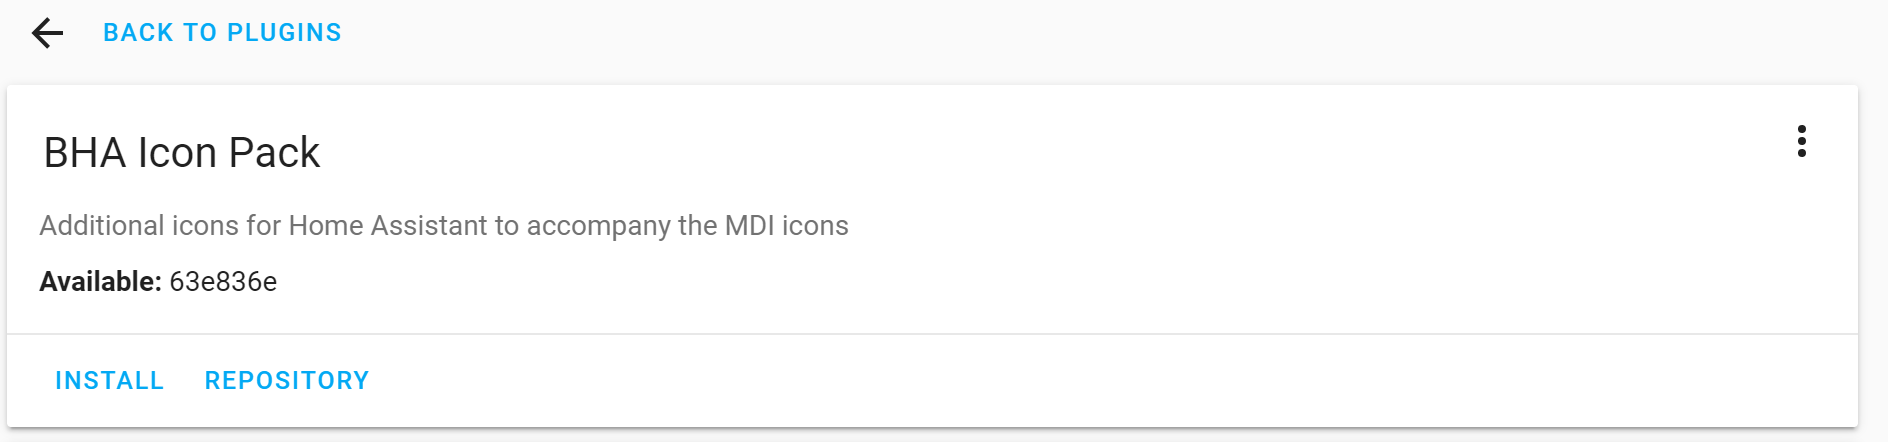 BACK TO PLUGINS
BHA Icon Pack
Additional icons for Home Assistant to accompany the MDI icons
Available: 63e836e
INSTALL REPOSITORY